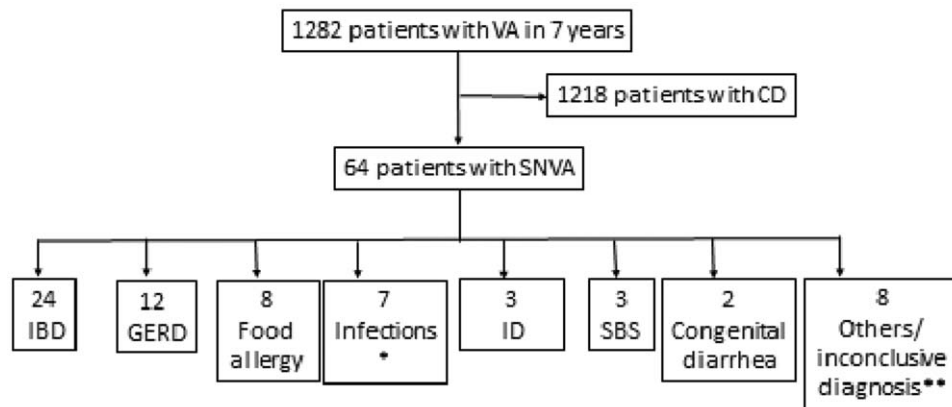 1282 patients with VA in 7 years
1218 patients with CD
64 patients with SNVA
24
IBD
12
GERD
8
Food
allergy
7
Infections
*
3
ID
3
SBS
2
Congenital
diarrhea
8
Others/
inconclusive
diagnosis**